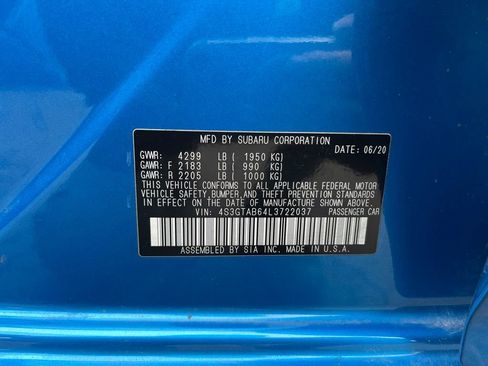 MFD BY SUBARU CORPORATION
GVWR: 4299 LB ( 1950 KG) DATE: 06/20
GAWR: F 2183 LB ( 990 KG)
GAWR: R 2205 LB ( 1000 KG)
THIS VEHICLE CONFORMS TO ALL APPLICABLE FEDERAL MOTOR
VEHICLE SAFETY,BUMPER,AND THEFT PREVENTION STANDARDS
IN EFFECT ON THE DATE OF MANUFACTURE SHOWN ABOVE.
VIN: 4S3GTAB64L3722037 PASSENGER CAR
ASSEMBLED BY SIA INC. MADE IN U.S.A.